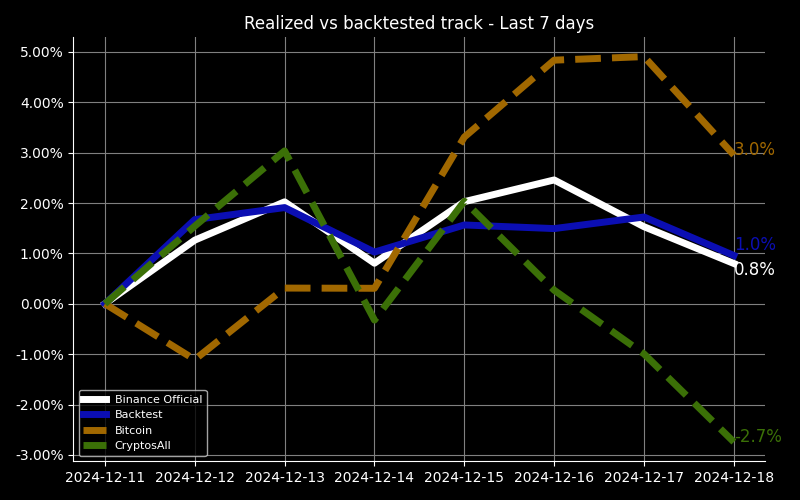 Realized vs backtested track - Last 7 days
5.00%
4.00%
3.00%
2.00%
1.00%
0.00%
-1.00%
-2.00%
-3.00%
3.0%
1.0%
0.8%
-2.7%
Binance Official
Backtest
Bitcoin
CryptosAll
2024-12-11 2024-12-12 2024-12-13 2024-12-14 2024-12-15 2024-12-16 2024-12-17 2024-12-18